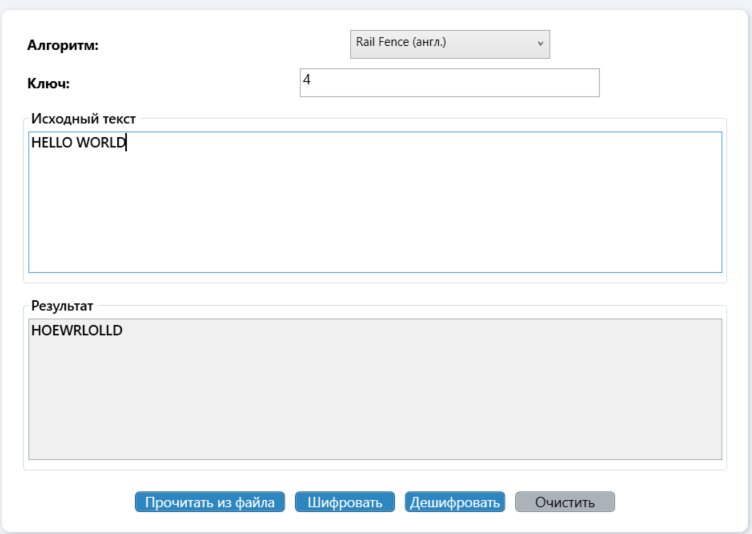 Алгоритм:
Rail Fence (англ.)
Ключ:
4
Исходный текст
HELLO WORLD
Результат
HOEWRLOLLD
Прочитать из файла
Шифровать
Дешифровать
Очистить